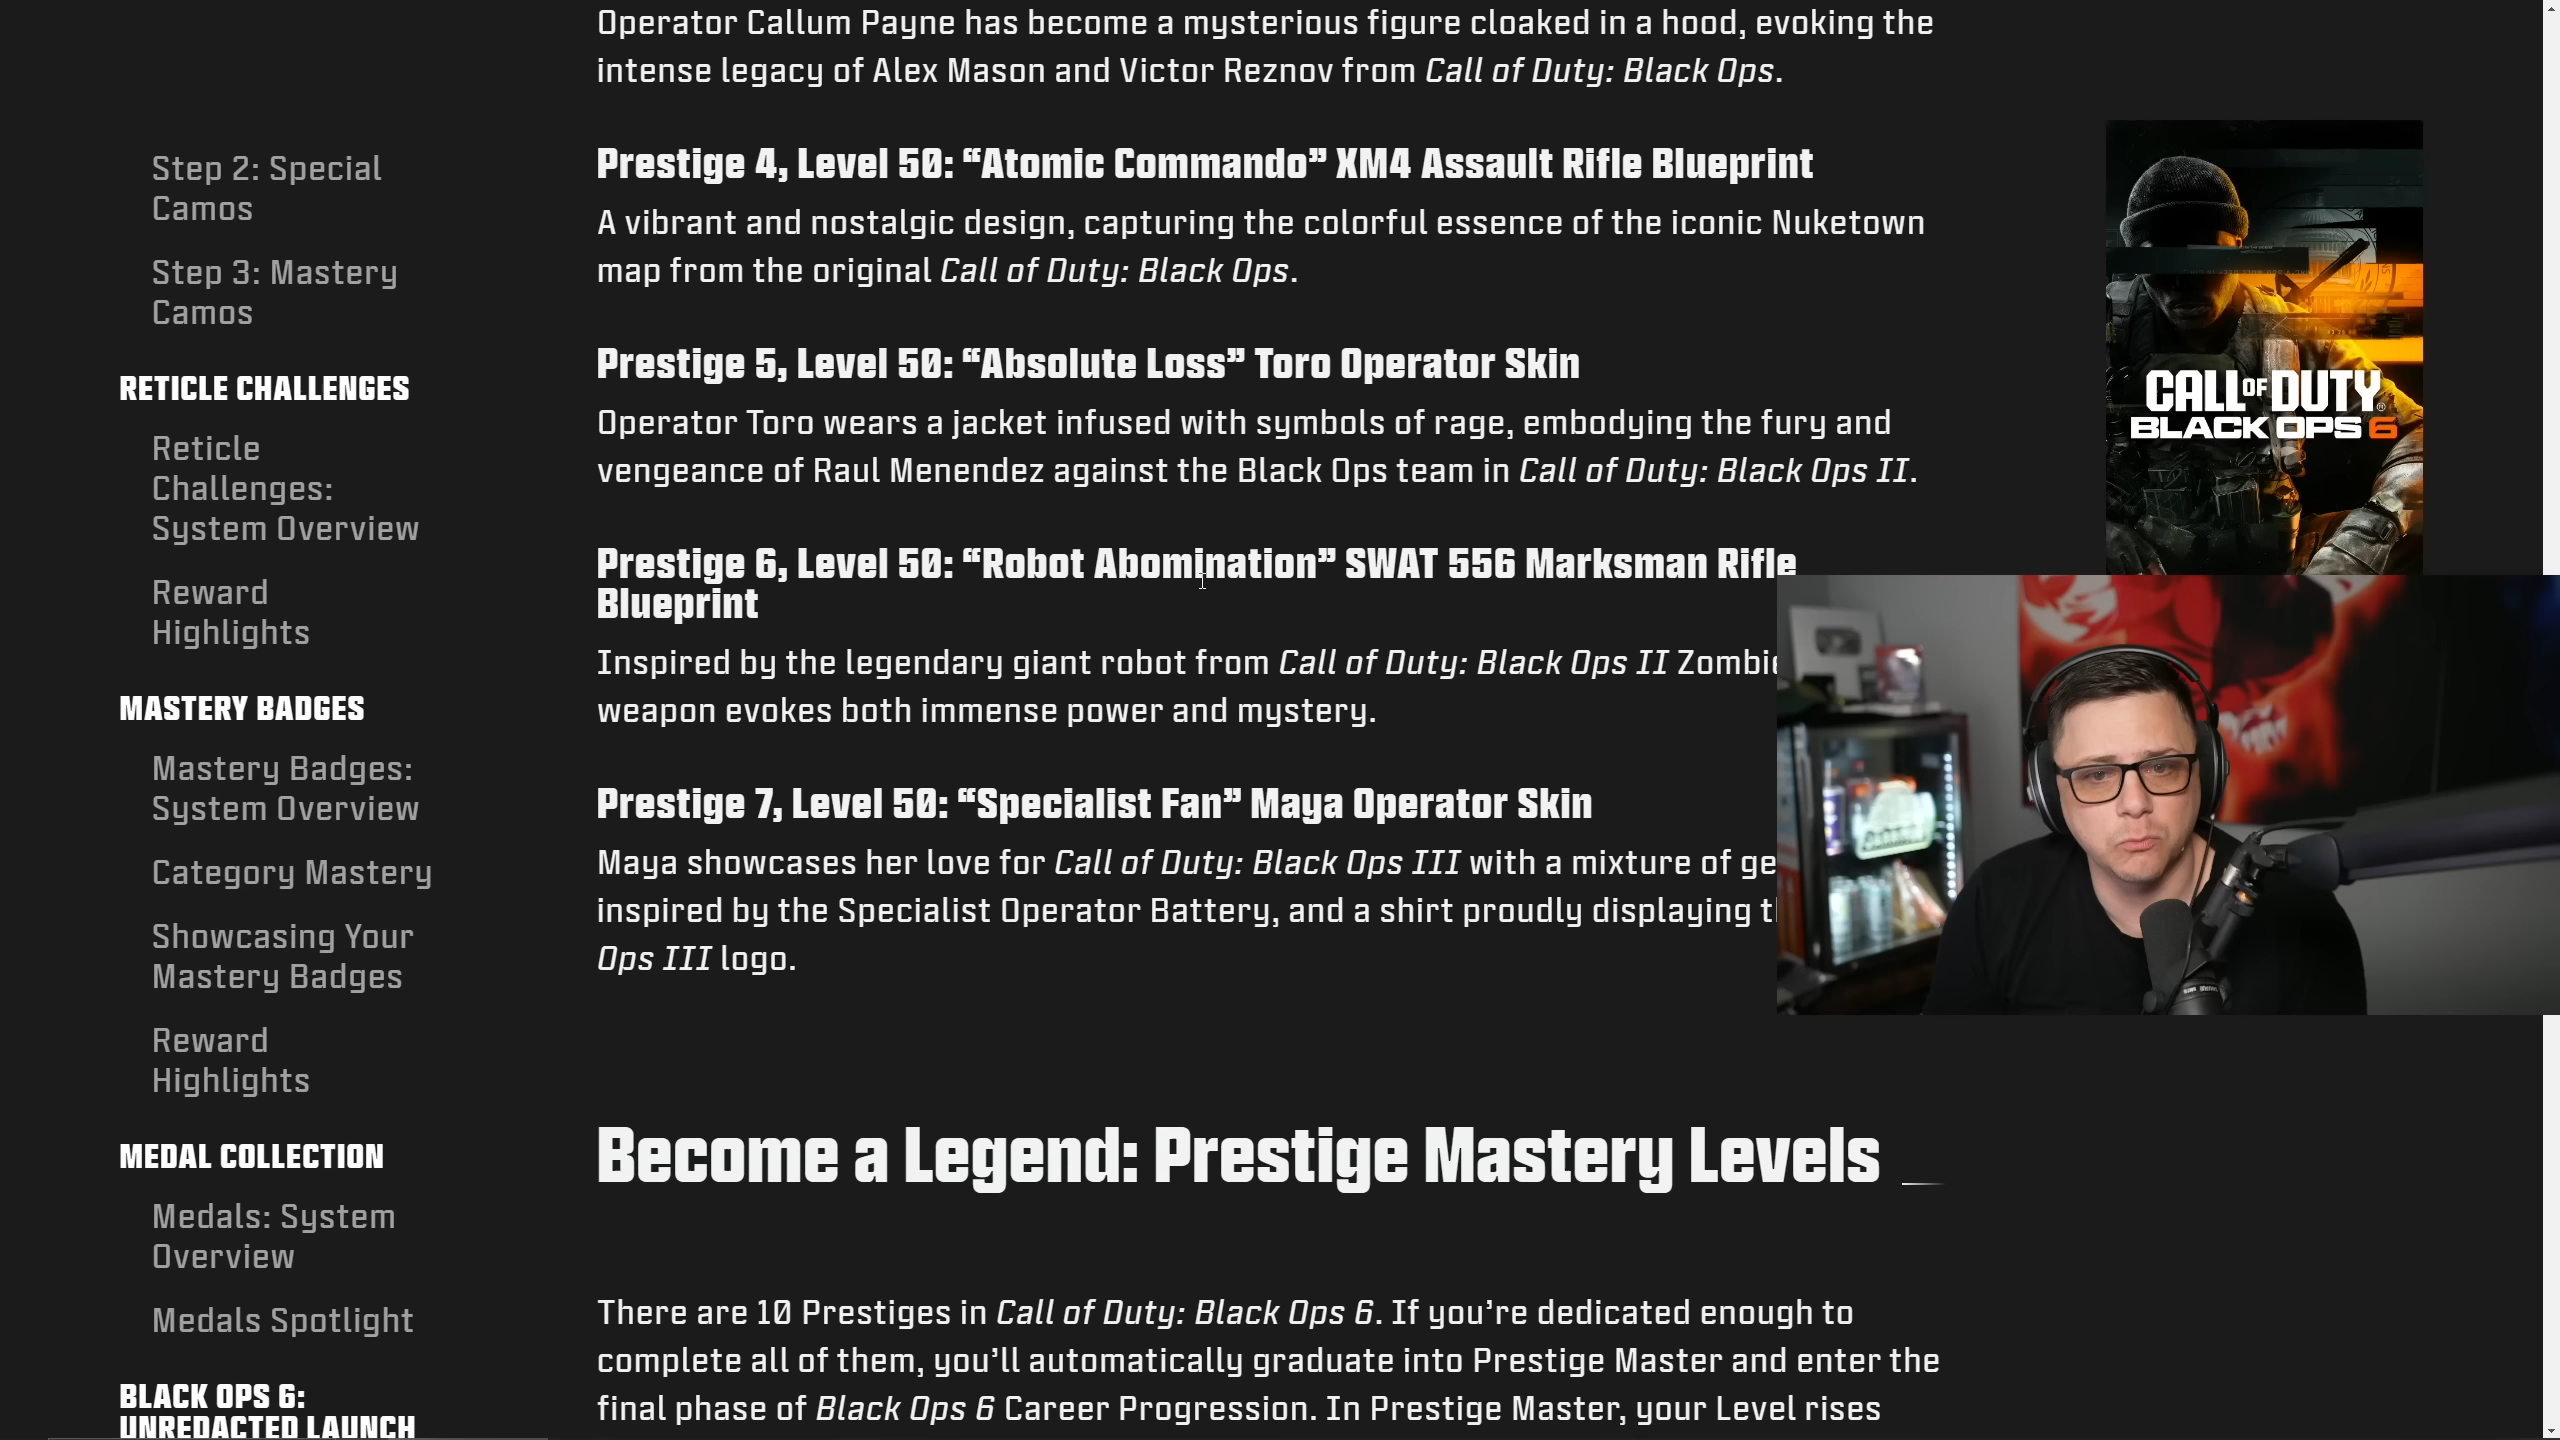 Operator Callum Payne has become a mysterious figure cloaked in a hood, evoking the
intense legacy of Alex Mason and Victor Reznov from Call of Duty: Black Ops.
Prestige 4, Level 50: “Atomic Commando” XM4 Assault Rifle Blueprint
A vibrant and nostalgic design, capturing the colorful essence of the iconic Nuketown
map from the original Call of Duty: Black Ops.
Prestige 5, Level 50: “Absolute Loss” Toro Operator Skin
Operator Toro wears a jacket infused with symbols of rage, embodying the fury and
vengeance of Raul Menendez against the Black Ops team in Call of Duty: Black Ops II.
Prestige 6, Level 50: “Robot Abomination” SWAT 556 Marksman Rifle
Blueprint
Inspired by the legendary giant robot from Call of Duty: Black Ops II
weapon evokes both immense power and mystery.
Prestige 7, Level 50: “Specialist Fan” Maya Operator Skin
Maya showcases her love for Call of Duty: Black Ops III with a mixture of
inspired by the Specialist Operator Battery, and a shirt proudly displaying
Ops III logo.
Become a Legend: Prestige Mastery Levels
There are 10 Prestiges in Call of Duty: Black Ops 6. If you’re dedicated enough to
complete all of them, you’ll automatically graduate into Prestige Master and enter the
final phase of Black Ops 6 Career Progression. In Prestige Master, your Level rises
Step 2: Special
Camos
Step 3: Mastery
Camos
RETICLE CHALLENGES
Reticle
Challenges:
System Overview
Reward
Highlights
MASTERY BADGES
Mastery Badges:
System Overview
Category Mastery
Showcasing Your
Mastery Badges
Reward
Highlights
MEDAL COLLECTION
Medals: System
Overview
Medals Spotlight
BLACK OPS 6:
UNREDACTED LAUNCH
CALL OF DUTY
BLACK OPS 6